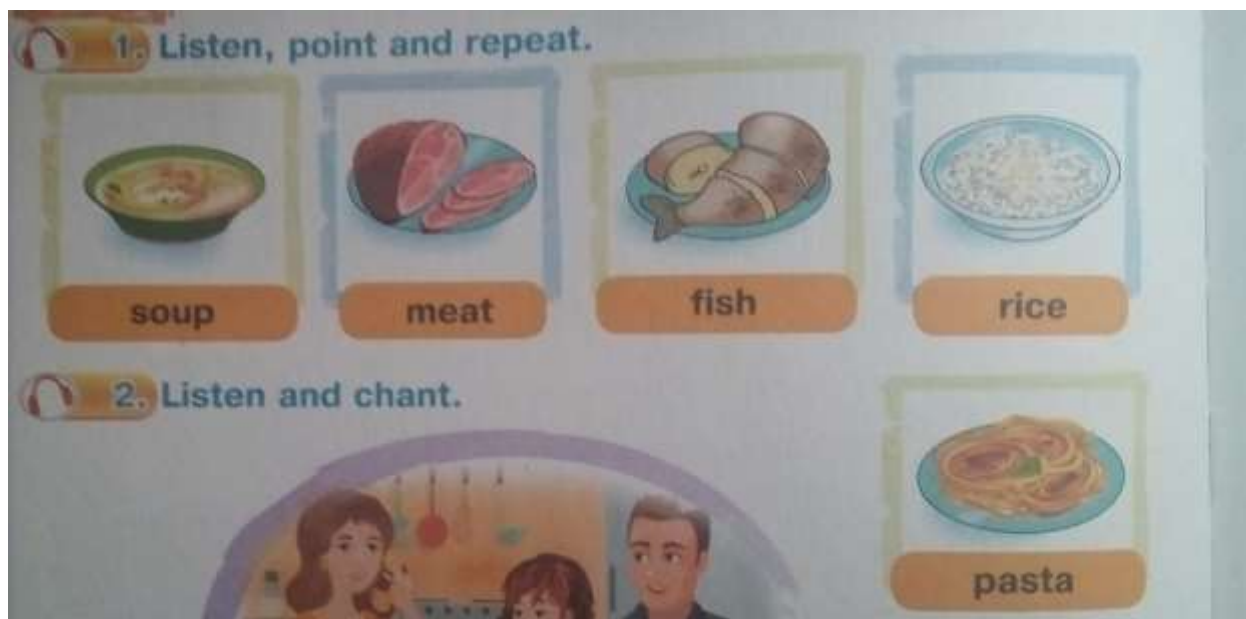 1. Listen, point and repeat.
soup meat fish rice
2. Listen and chant.
pasta